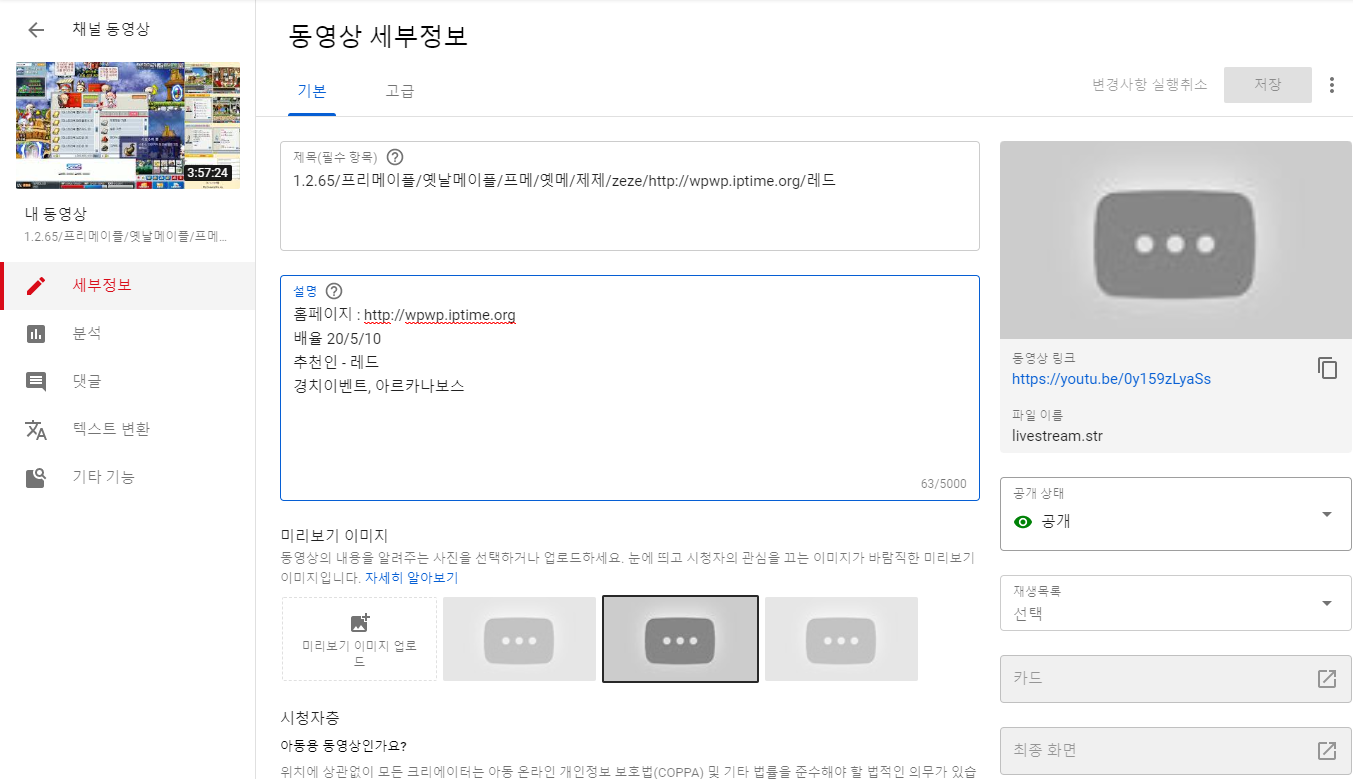 채널 동영상
3:57:24
내 동영상
1.2.65/프리메이플/옛날메이플/프메...
세부정보
분석
댓글
텍스트 변환
기타 기능
동영상 세부정보
기본
고급
변경사항 실행취소
저장
제목(필수 항목)
1.2.65/프리메이플/옛날메이플/프메/옛메/제제/zeze/http://wpwp.iptime.org/레드
설명
홈페이지 : http://wpwp.iptime.org
배율 20/5/10
추천인 - 레드
경치이벤트, 아르카나보스
63/5000
미리보기 이미지
동영상의 내용을 알려주는 사진을 선택하거나 업로드하세요. 눈에 띄고 시청자의 관심을 끄는 이미지가 바람직한 미리보기
이미지입니다. 자세히 알아보기
미리보기 이미지 업로
드
시청자층
아동용 동영상인가요?
위치에 상관없이 모든 크리에이터는 아동 온라인 개인정보 보호법(COPPA) 및 기타 법률을 준수해야 할 법적인 의무가 있습
동영상 링크
https://youtu.be/0y159zLyaSs
파일 이름
livestream.str
공개 상태
공개
재생목록
선택
카드
최종 화면